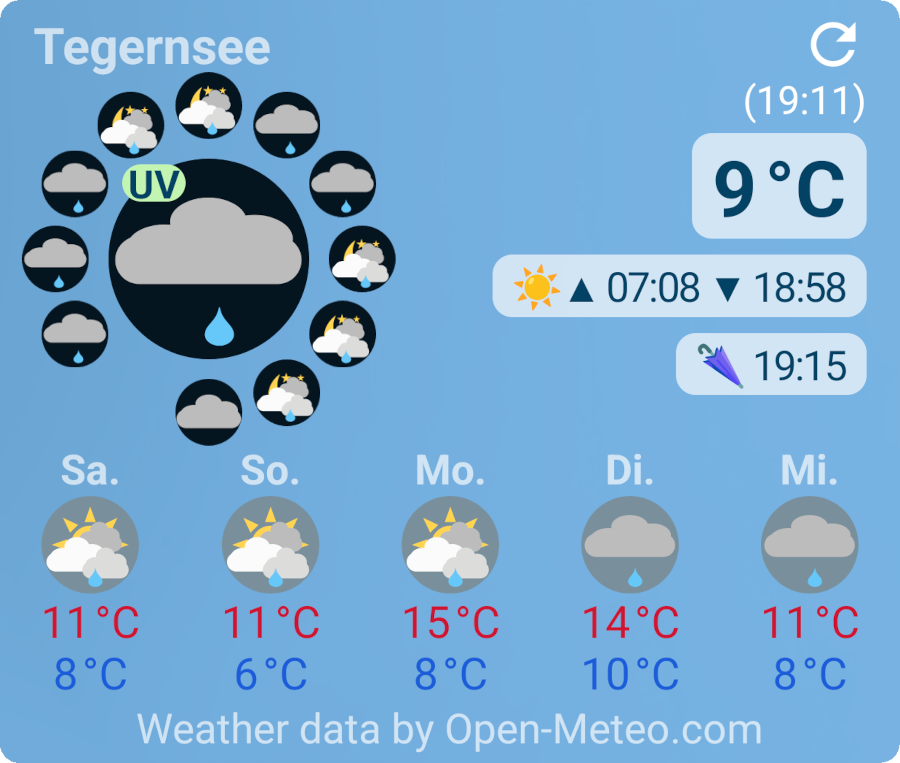 Tegernsee
(19:11)
UV
9°C
▲ 07:08 ▼ 18:58
19:15
Sa. So. Mo. Di. Mi.
11°C 11°C 15°C 14°C 11°C
8°C 6°C 8°C 10°C 8°C
Weather data by Open-Meteo.com